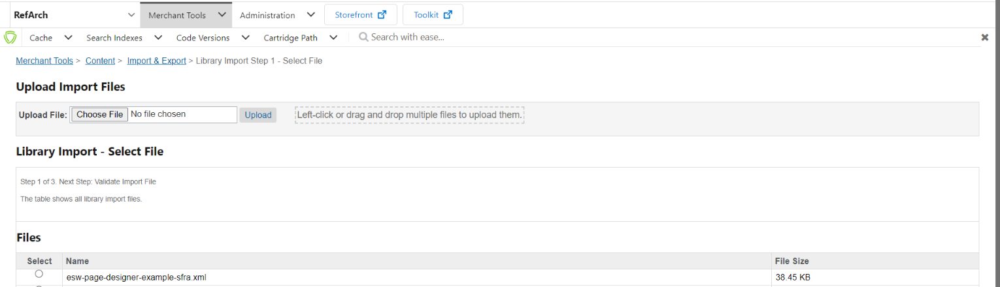 RefArch Merchant Tools Administration Storefront Toolkit
Cache Search Indexes Code Versions Cartridge Path Search with ease...
Merchant Tools > Content > Import & Export > Library Import Step 1 - Select File
Upload Import Files
Upload File: Choose File No file chosen Upload Left-click or drag and drop multiple files to upload them.
Library Import - Select File
Step 1 of 3. Next Step: Validate Import File
The table shows all library import files.
Files
Select Name File Size
esw-page-designer-example-sfra.xml 38.45 KB